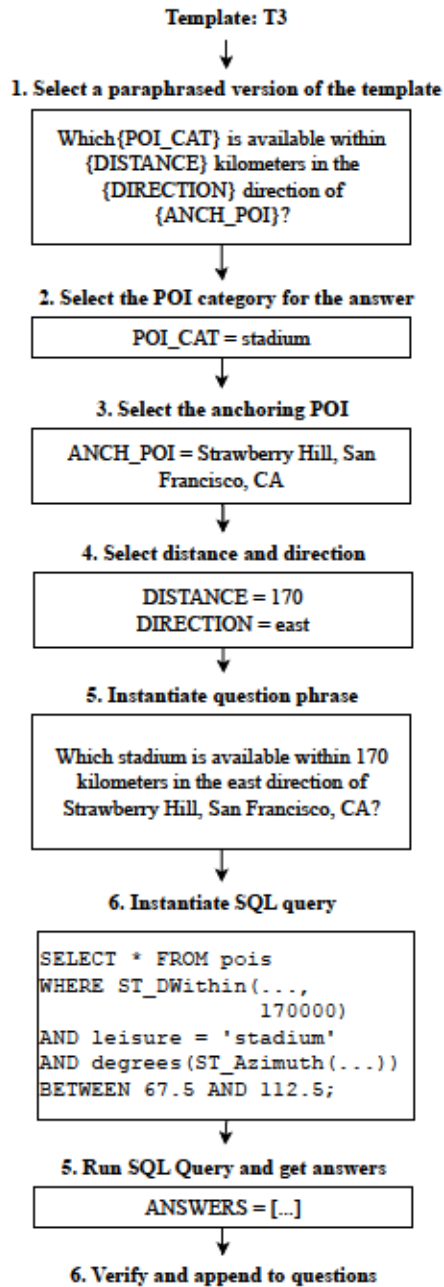 Template: T3
1. Select a paraphrased version of the template
Which{POI_CAT} is available within
{DISTANCE} kilometers in the
{DIRECTION} direction of
{ANCH_POI}?
2. Select the POI category for the answer
POI_CAT = stadium
3. Select the anchoring POI
ANCH_POI = Strawberry Hill, San
Francisco, CA
4. Select distance and direction
DISTANCE = 170
DIRECTION = east
5. Instantiate question phrase
Which stadium is available within 170
kilometers in the east direction of
Strawberry Hill, San Francisco, CA?
6. Instantiate SQL query
SELECT * FROM pois
WHERE ST_DWithin(...,
170000)
AND leisure = 'stadium'
AND degrees(ST_Azimuth(...))
BETWEEN 67.5 AND 112.5;
5. Run SQL Query and get answers
ANSWERS = [...]
6. Verify and append to questions